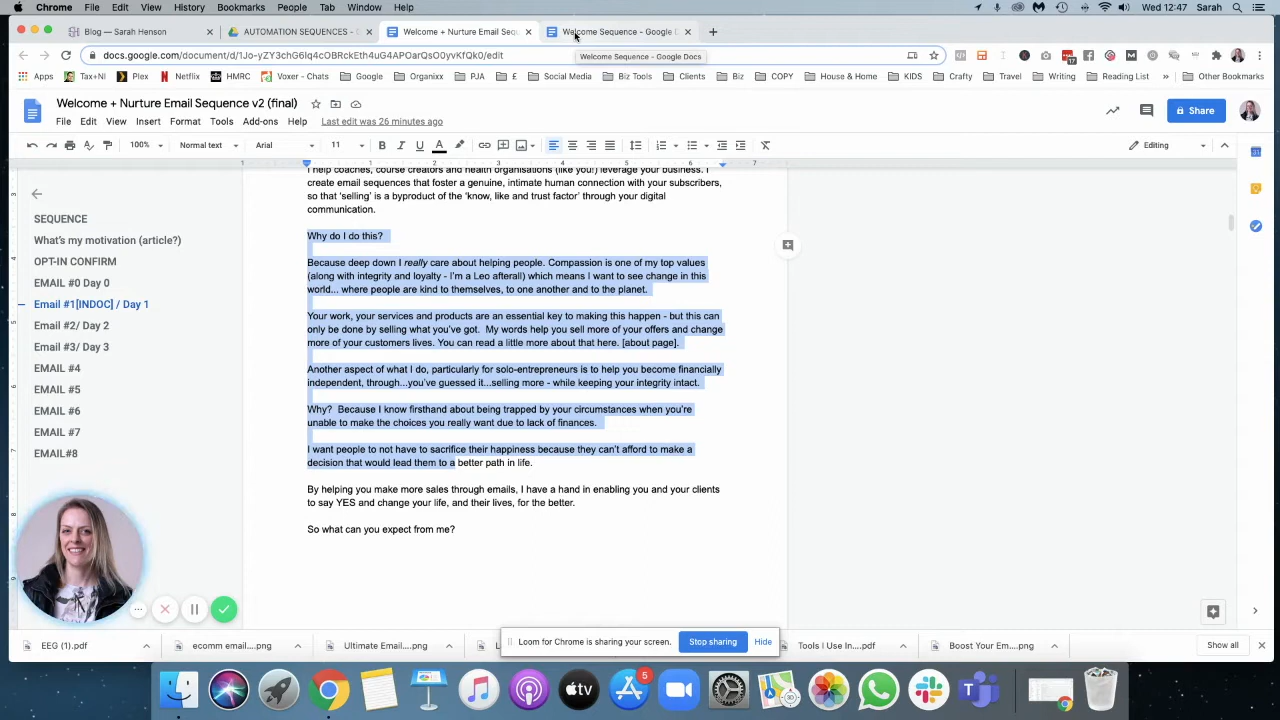 Chrome File Edit View History Bookmarks People Tab Window Help Wed 12:47 Sarah
Blog — Sarah Henson
AUTOMATION SEQUENCES -
Welcome + Nurture Email Sequ
Welcome Sequence - Google D
docs.google.com/document/d/1Jo-yZY3chG6Iq4cOBRckEth4uG4APOarQsO0yvKfQk0/edit
Welcome Sequence - Google Docs
17
Apps Tax+NI Plex Netflix HMRC Voxer - Chats Google Organixx PJA £ Social Media Biz Tools Clients Biz COPY House & Home KIDS Crafty Travel Writing Reading List » Other Bookmarks
Welcome + Nurture Email Sequence v2 (final)
Share
File Edit View Insert Format Tools Add-ons Help Last edit was 26 minutes ago
100% Normal text Arial 11 B I U A Editing
1 1 2 3 4 5 6 7
I help coaches, course creators and health organisations (like you!) leverage your business. I
create email sequences that foster a genuine, intimate human connection with your subscribers,
so that 'selling' is a byproduct of the 'know, like and trust factor' through your digital
communication.
Why do I do this?
Because deep down I really care about helping people. Compassion is one of my top values
(along with integrity and loyalty - I'm a Leo afterall) which means I want to see change in this
world... where people are kind to themselves, to one another and to the planet.
Your work, your services and products are an essential key to making this happen - but this can
only be done by selling what you've got. My words help you sell more of your offers and change
more of your customers lives. You can read a little more about that here. [about page].
Another aspect of what I do, particularly for solo-entrepreneurs is to help you become financially
independent, through...you've guessed it...selling more - while keeping your integrity intact.
Why? Because I know firsthand about being trapped by your circumstances when you're
unable to make the choices you really want due to lack of finances.
I want people to not have to sacrifice their happiness because they can't afford to make a
decision that would lead them to a better path in life.
By helping you make more sales through emails, I have a hand in enabling you and your clients
to say YES and change your life, and their lives, for the better.
So what can you expect from me?
SEQUENCE
What's my motivation (article?)
OPT-IN CONFIRM
EMAIL #0 Day 0
Email #1[INDOC] / Day 1
Email #2/ Day 2
Email #3/ Day 3
EMAIL #4
EMAIL #5
EMAIL #6
EMAIL #7
EMAIL#8
Loom for Chrome is sharing your screen. Stop sharing Hide
EEG (1).pdf
ecomm email....png
Ultimate Email....png
Tools I Use In....pdf
Boost Your Em....png
Show all
tv
5
30